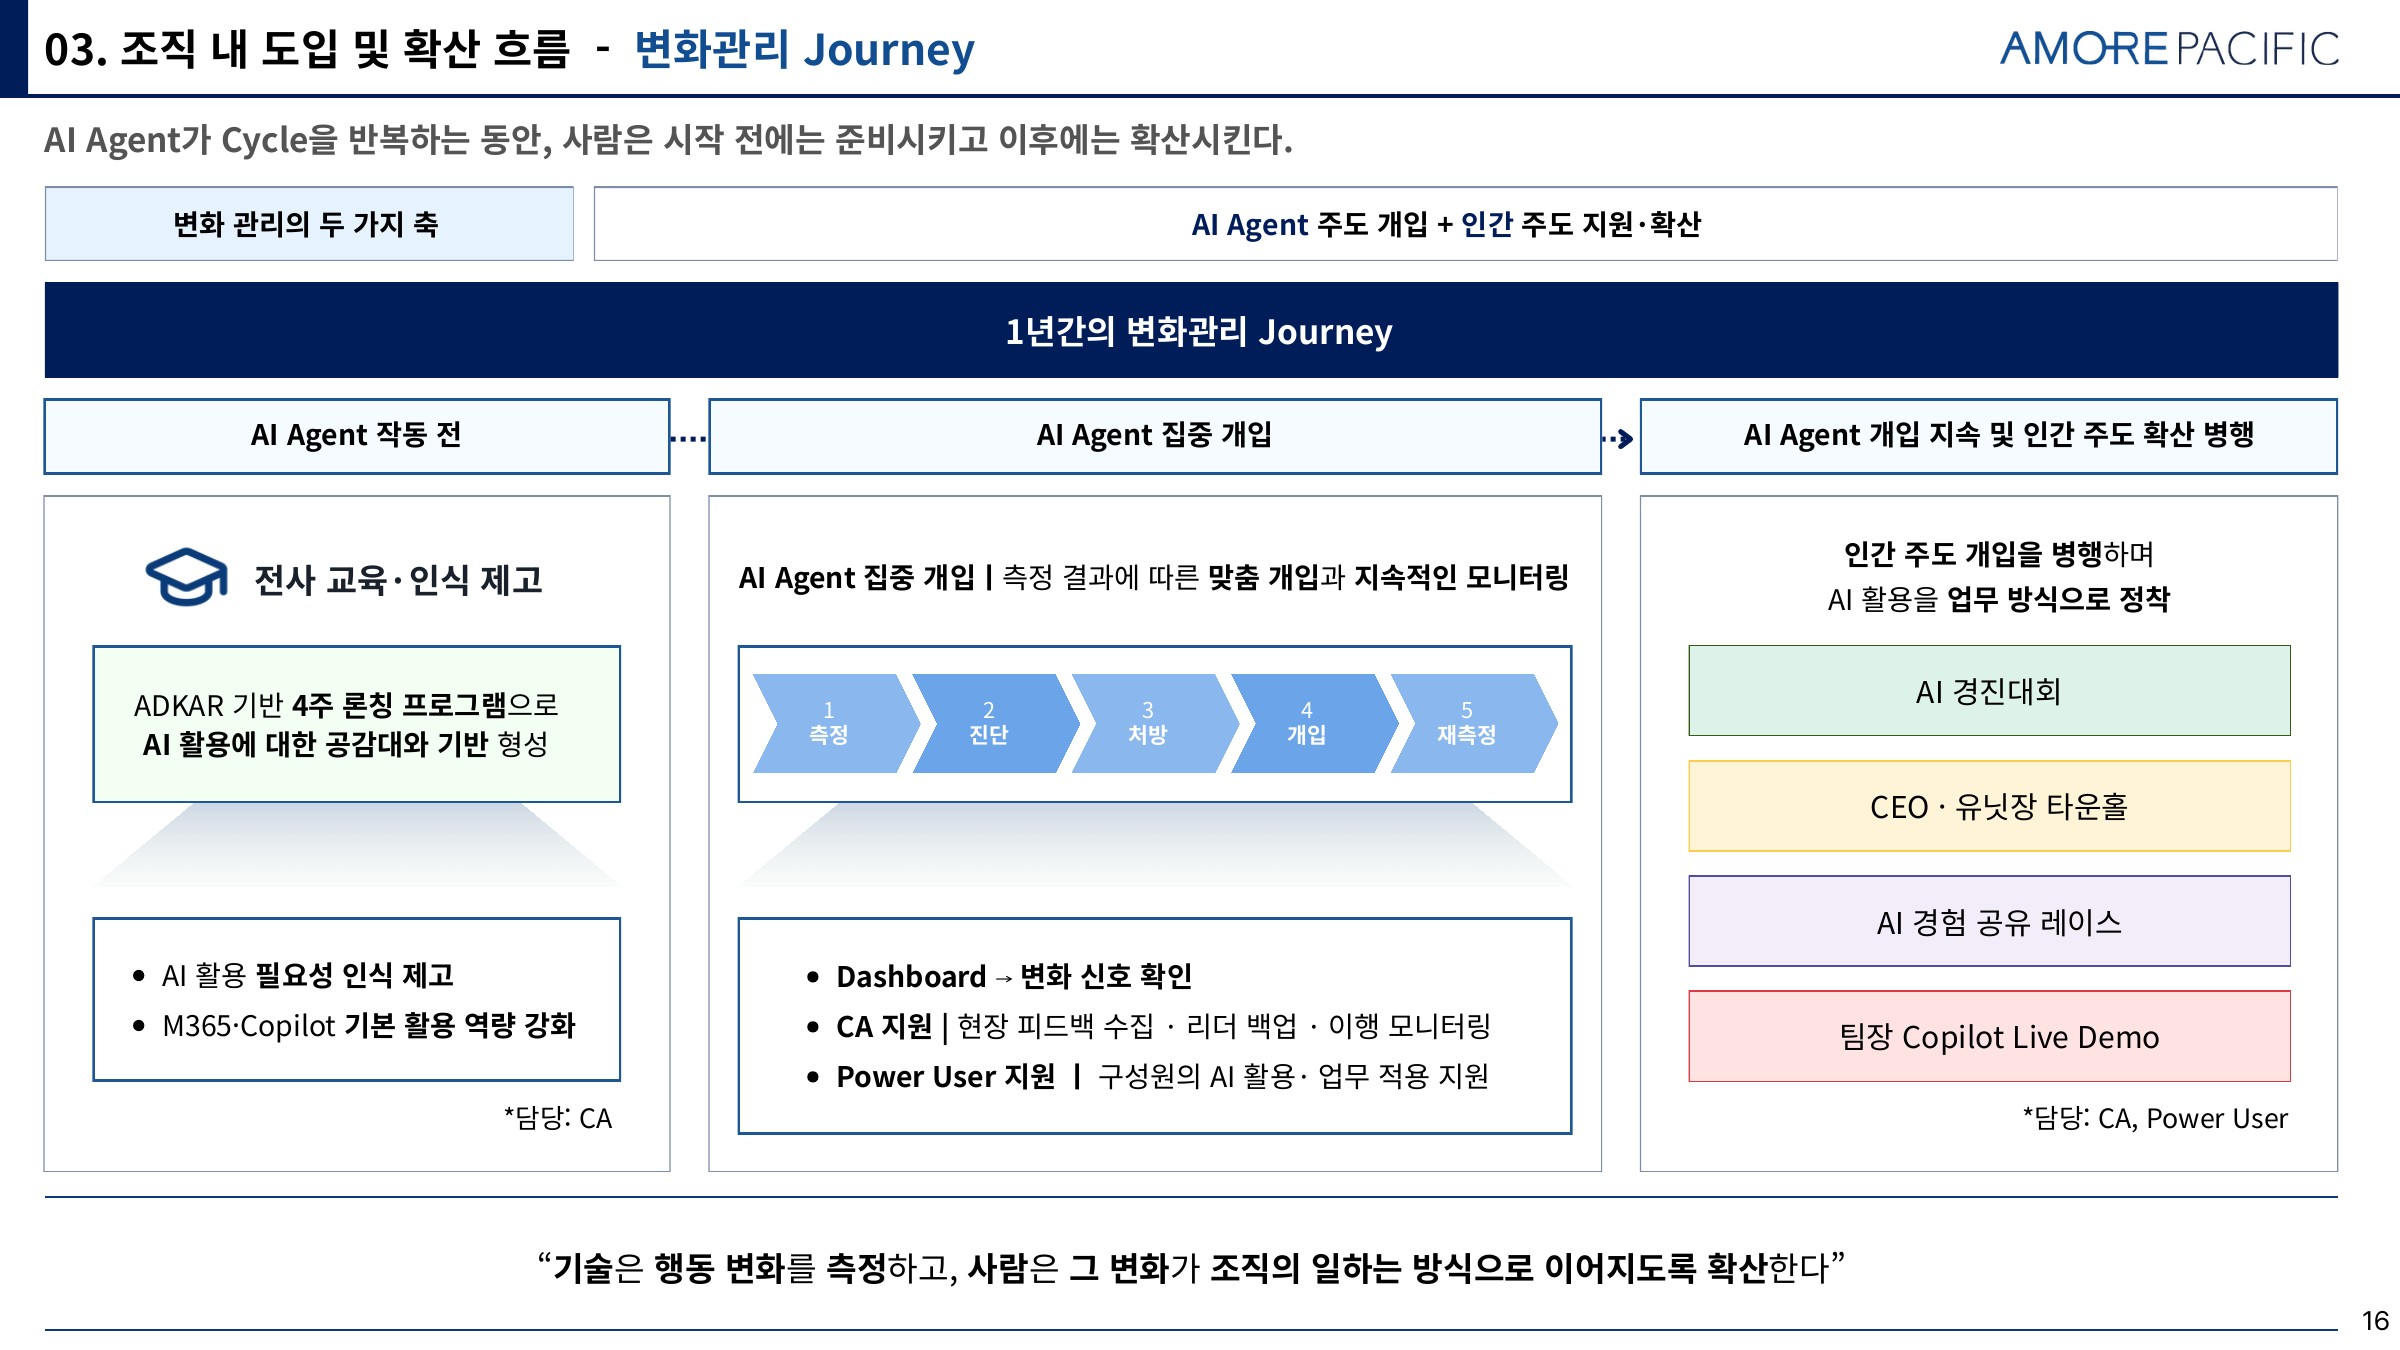 03. 조직 내 도입 및 확산 흐름 - 변화관리 Journey
AMOREPACIFIC
AI Agent가 Cycle을 반복하는 동안, 사람은 시작 전에는 준비시키고 이후에는 확산시킨다.
변화 관리의 두 가지 축
AI Agent 주도 개입 + 인간 주도 지원·확산
1년간의 변화관리 Journey
AI Agent 작동 전
AI Agent 집중 개입
AI Agent 개입 지속 및 인간 주도 확산 병행
전사 교육·인식 제고
ADKAR 기반 4주 론칭 프로그램으로
AI 활용에 대한 공감대와 기반 형성
• AI 활용 필요성 인식 제고
• M365·Copilot 기본 활용 역량 강화
*담당: CA
AI Agent 집중 개입 | 측정 결과에 따른 맞춤 개입과 지속적인 모니터링
1
측정
2
진단
3
처방
4
개입
5
재측정
• Dashboard → 변화 신호 확인
• CA 지원 | 현장 피드백 수집 · 리더 백업 · 이행 모니터링
• Power User 지원 | 구성원의 AI 활용· 업무 적용 지원
인간 주도 개입을 병행하며
AI 활용을 업무 방식으로 정착
AI 경진대회
CEO · 유닛장 타운홀
AI 경험 공유 레이스
팀장 Copilot Live Demo
*담당: CA, Power User
“기술은 행동 변화를 측정하고, 사람은 그 변화가 조직의 일하는 방식으로 이어지도록 확산한다”
16